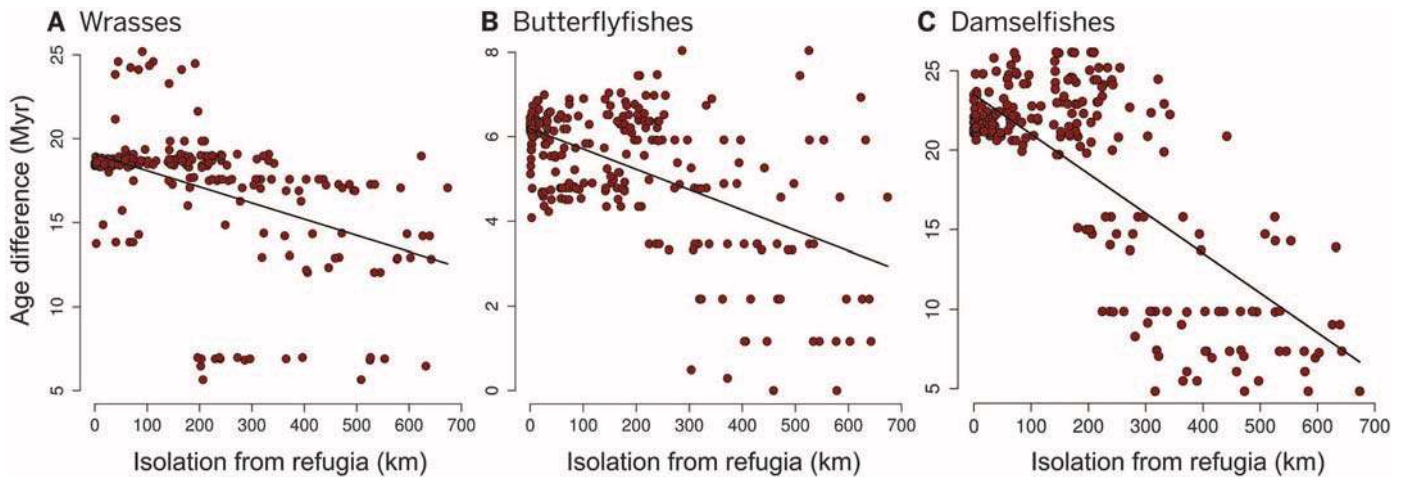 A Wrasses
Age difference (Myr)
25
20
15
10
5
0 100 200 300 400 500 600 700
Isolation from refugia (km)
B Butterflyfishes
8
6
4
2
0
0 100 200 300 400 500 600 700
Isolation from refugia (km)
C Damselfishes
25
20
15
10
5
0 100 200 300 400 500 600 700
Isolation from refugia (km)